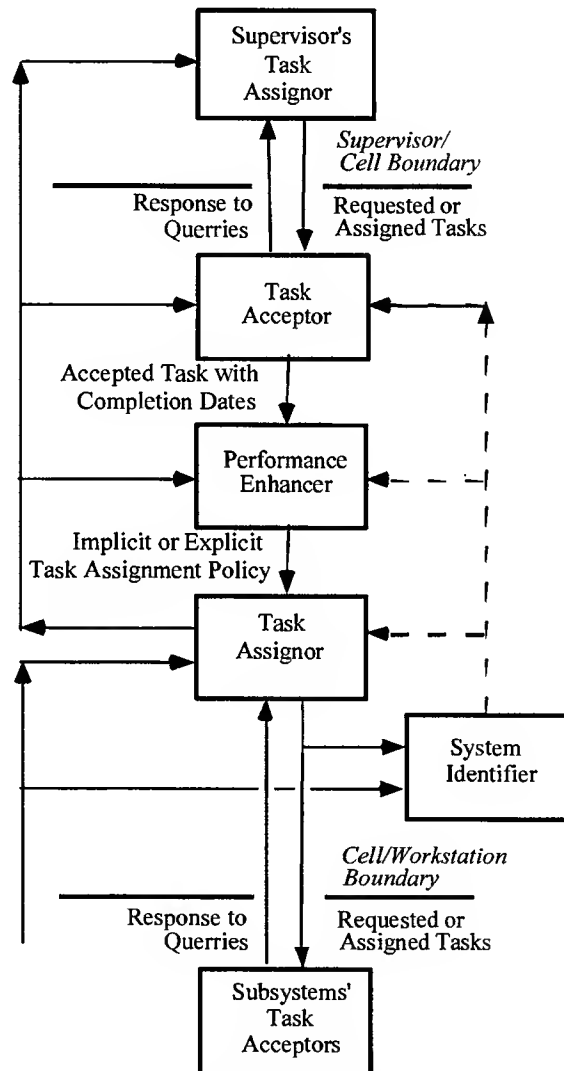 Supervisor's
Task
Assignor
Supervisor/
Cell Boundary
Response to
Querries
Requested or
Assigned Tasks
Task
Acceptor
Accepted Task with
Completion Dates
Performance
Enhancer
Implicit or Explicit
Task Assignment Policy
Task
Assignor
System
Identifier
Cell/Workstation
Boundary
Response to
Querries
Requested or
Assigned Tasks
Subsystems'
Task
Acceptors